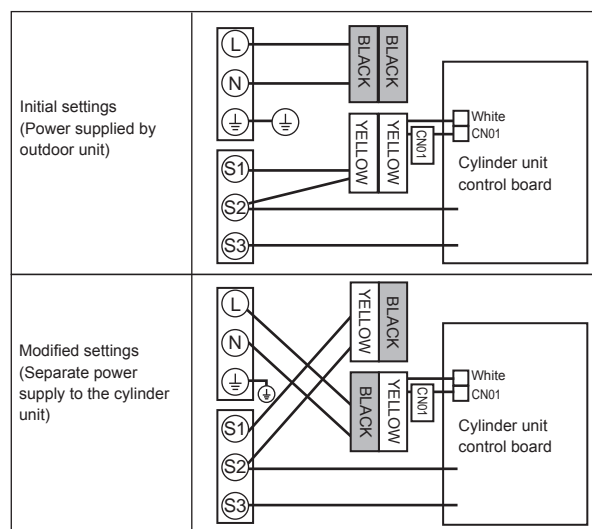 Initial settings
(Power supplied by
outdoor unit)
L
N
S1
S2
S3
BLACK
BLACK
YELLOW
YELLOW
CN01
White
CN01
Cylinder unit
control board
Modified settings
(Separate power
supply to the cylinder
unit)
L
N
S1
S2
S3
YELLOW
BLACK
BLACK
YELLOW
CN01
White
CN01
Cylinder unit
control board